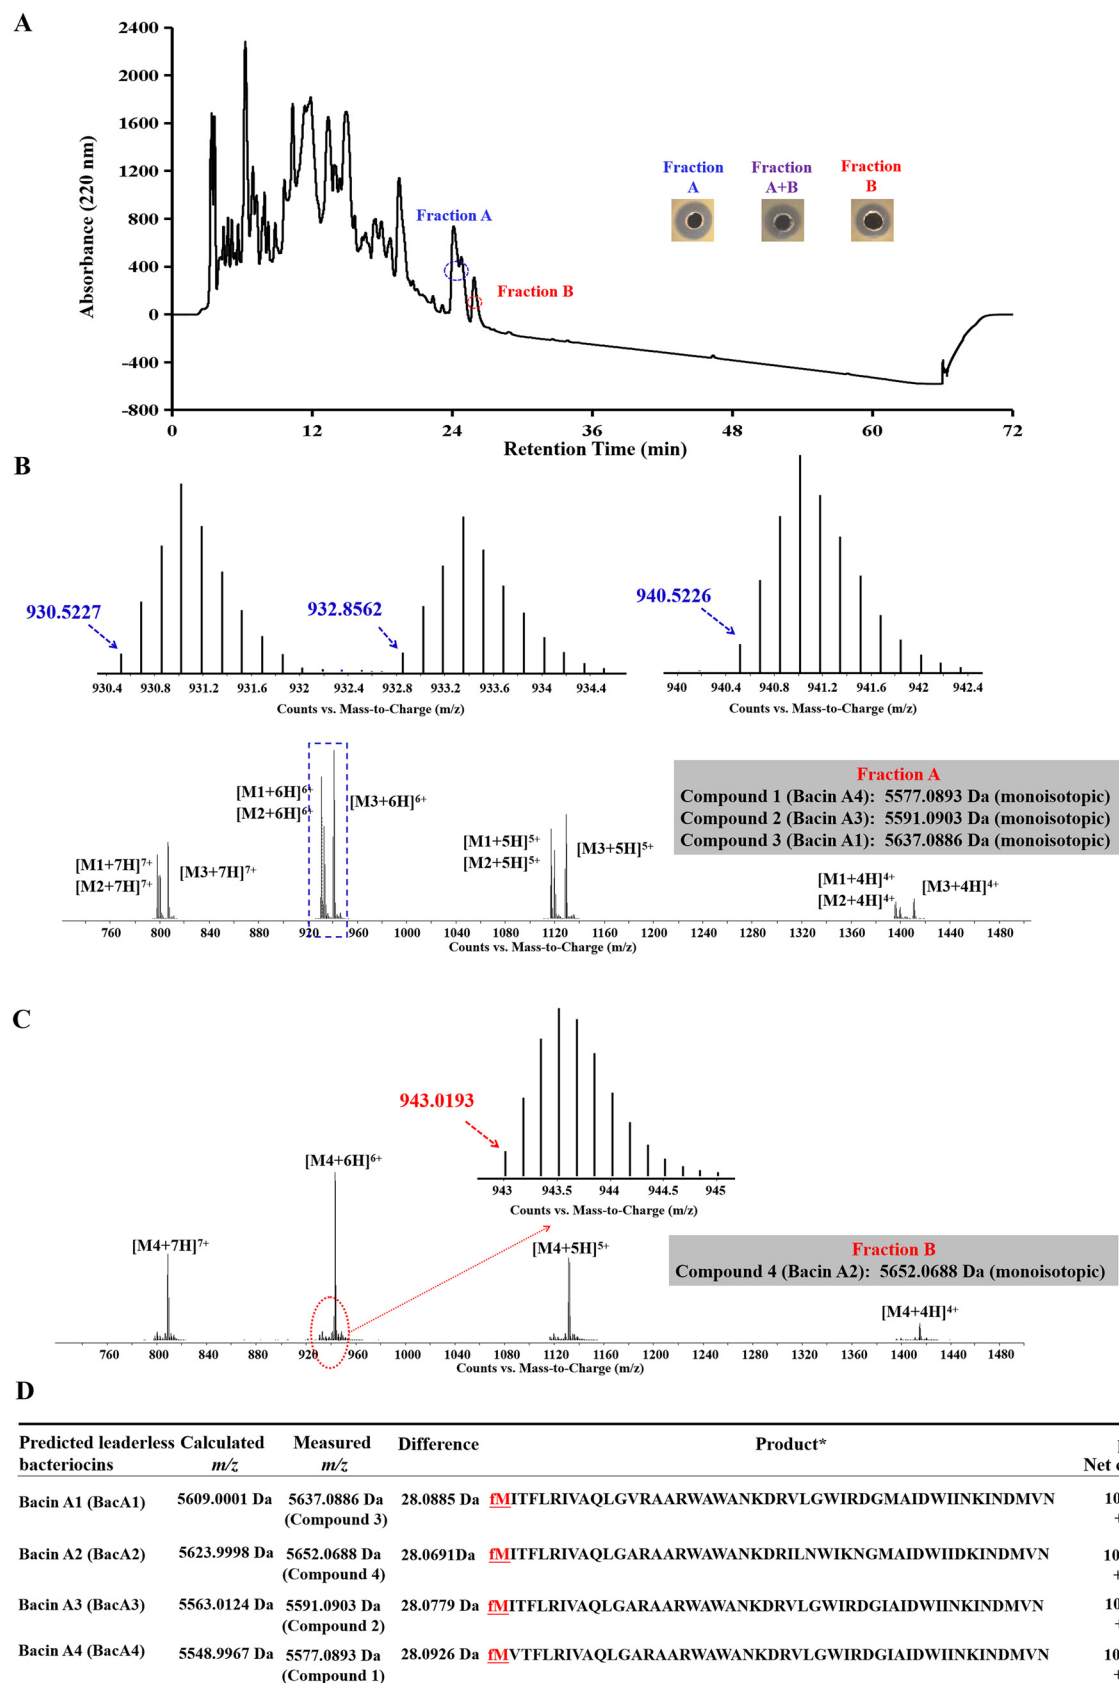 A
2400
2000
1600
1200
800
400
0
-400
-800
Absorbance (220 nm)
0 12 24 36 48 60 72
Retention Time (min)
Fraction A
Fraction B
Fraction A
Fraction A+B
Fraction B
B
930.5227
932.8562
940.5226
930.4 930.8 931.2 931.6 932 932.4 932.8 933.2 933.6 934 934.4
Counts vs. Mass-to-Charge (m/z)
940 940.4 940.8 941.2 941.6 942 942.4
Counts vs. Mass-to-Charge (m/z)
[M1+7H]7+
[M2+7H]7+
[M3+7H]7+
[M1+6H]6+
[M2+6H]6+
[M3+6H]6+
[M1+5H]5+
[M2+5H]5+
[M3+5H]5+
[M1+4H]4+
[M2+4H]4+
[M3+4H]4+
Fraction A
Compound 1 (Bacin A4): 5577.0893 Da (monoisotopic)
Compound 2 (Bacin A3): 5591.0903 Da (monoisotopic)
Compound 3 (Bacin A1): 5637.0886 Da (monoisotopic)
760 800 840 880 920 960 1000 1040 1080 1120 1160 1200 1240 1280 1320 1360 1400 1440 1480
Counts vs. Mass-to-Charge (m/z)
C
943.0193
943 943.5 944 944.5 945
Counts vs. Mass-to-Charge (m/z)
[M4+7H]7+
[M4+6H]6+
[M4+5H]5+
[M4+4H]4+
Fraction B
Compound 4 (Bacin A2): 5652.0688 Da (monoisotopic)
760 800 840 880 920 960 1000 1040 1080 1120 1160 1200 1240 1280 1320 1360 1400 1440 1480
Counts vs. Mass-to-Charge (m/z)
D
Predicted leaderless Calculated Measured Difference Product*
bacteriocins m/z m/z Net
Bacin A1 (BacA1) 5609.0001 Da 5637.0886 Da 28.0885 Da fMITFLRIVAQLGVRAARWAWANKDRVLGWIRDGMAIDWIINKINDMVN 10
(Compound 3) +
Bacin A2 (BacA2) 5623.9998 Da 5652.0688 Da 28.0691Da fMITFLRIVAQLGARAARWAWANKDRILNWIKNGMAIDWIIDKINDMVN 10
(Compound 4) +
Bacin A3 (BacA3) 5563.0124 Da 5591.0903 Da 28.0779 Da fMITFLRIVAQLGARAARWAWANKDRVLGWIRDGIAIDWIINKINDMVN 10
(Compound 2) +
Bacin A4 (BacA4) 5548.9967 Da 5577.0893 Da 28.0926 Da fMVTFLRIVAQLGARAARWAWANKDRVLGWIRDGIAIDWIINKINDMVN 10
(Compound 1) +